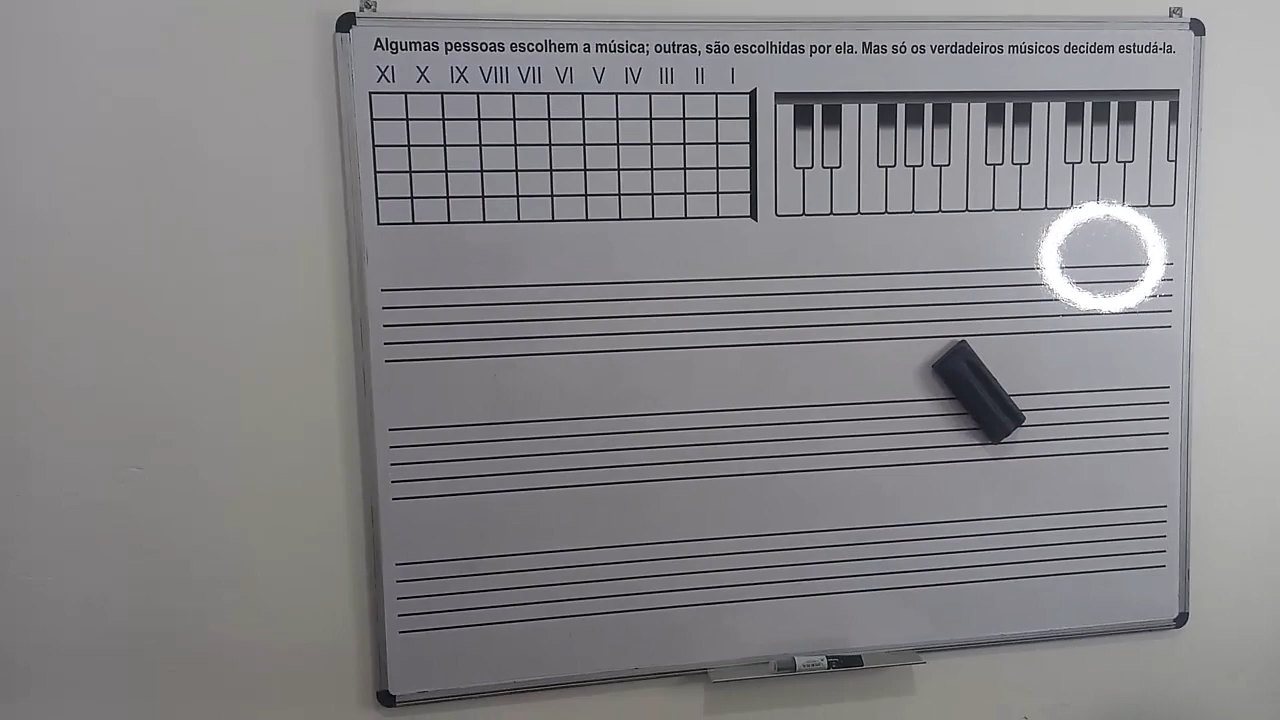 Algumas pessoas escolhem a música; outras, são escolhidas por ela. Mas só os verdadeiros músicos decidem estudá-la.
XI X IX VIII VII VI V IV III II I